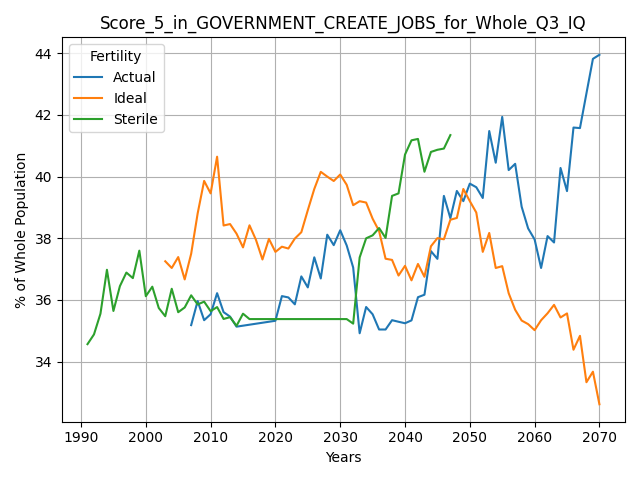 Score_5_in_GOVERNMENT_CREATE_JOBS_for_Whole_Q3_IQ
Fertility
Actual
Ideal
Sterile
% of Whole Population
44
42
40
38
36
34
1990 2000 2010 2020 2030 2040 2050 2060 2070
Years